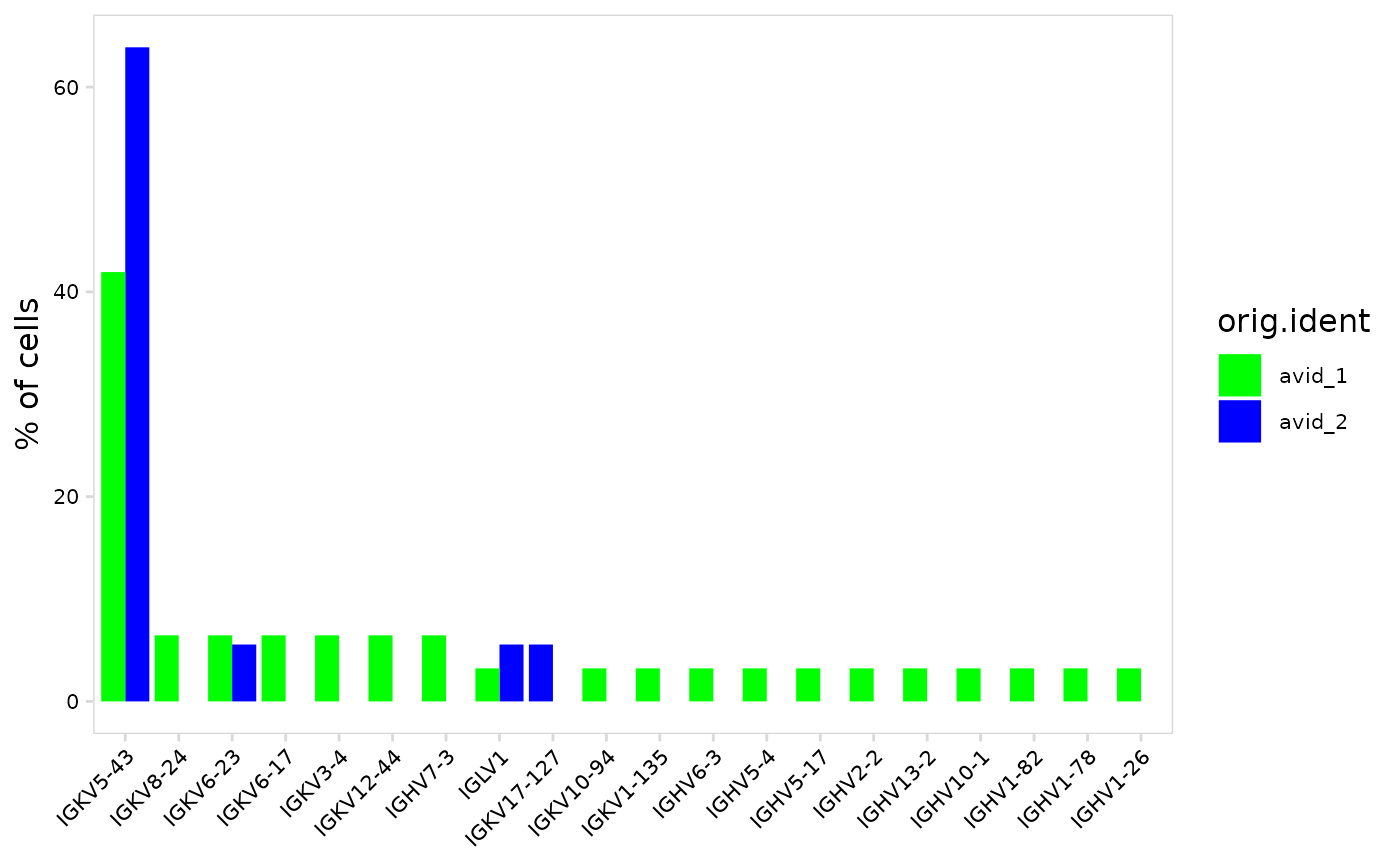 % of cells
60
40
20
0
IGKV5-43
IGKV8-24
IGKV6-23
IGKV6-17
IGKV3-4
IGKV12-44
IGHV7-3
IGLV1
IGKV17-127
IGKV10-94
IGKV1-135
IGHV6-3
IGHV5-4
IGHV5-17
IGHV2-2
IGHV13-2
IGHV10-1
IGHV1-82
IGHV1-78
IGHV1-26
orig.ident
avid_1
avid_2